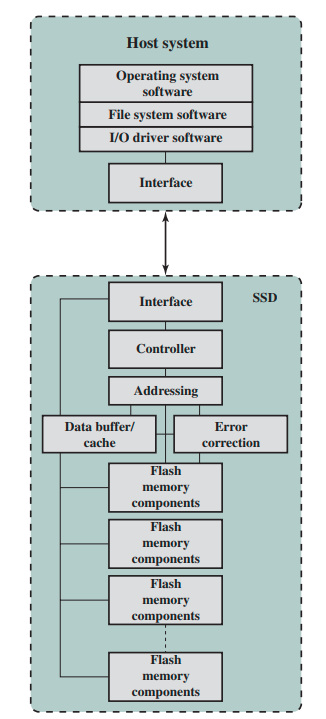 Host system
Operating system
software
File system software
I/O driver software
Interface
SSD
Interface
Controller
Addressing
Data buffer/
cache
Error
correction
Flash
memory
components
Flash
memory
components
Flash
memory
components
Flash
memory
components